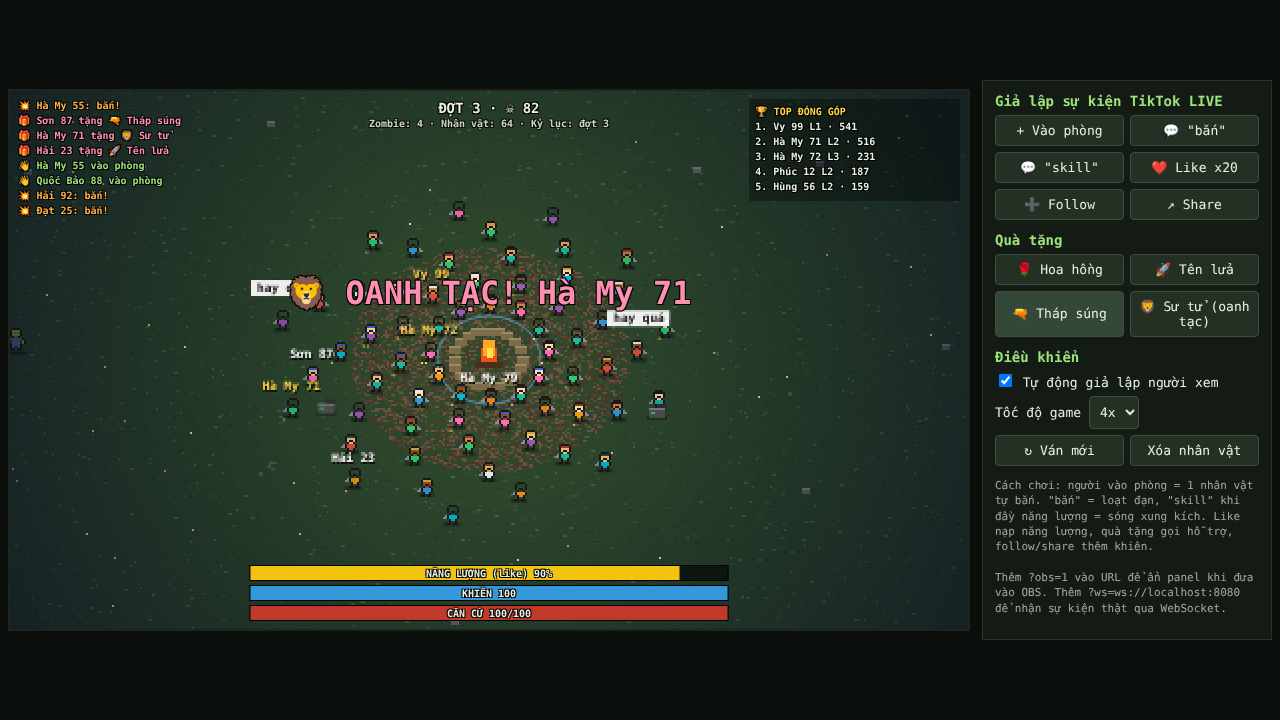 💥 Hà My 55: bắn!
🎁 Sơn 87 tặng 🔫 Tháp súng
🎁 Hà My 71 tặng 🦁 Sư tử
🎁 Hải 23 tặng 🚀 Tên lửa
👋 Hà My 55 vào phòng
👋 Quốc Bảo 88 vào phòng
💥 Hải 92: bắn!
💥 Đạt 25: bắn!
ĐỢT 3 · ☠ 82
Zombie: 4 · Nhân vật: 64 · Kỷ lục: đợt 3
🏆 TOP ĐÓNG GÓP
1. Vy 99 L1 · 541
2. Hà My 71 L2 · 516
3. Hà My 72 L3 · 231
4. Phúc 12 L2 · 187
5. Hùng 56 L2 · 159
Vy 99
hay
OANH TẠC! Hà My 71
hay quá
Hà My 72
Sơn 87
Hà My 79
Hà My 71
Hải 23
NĂNG LƯỢNG (like) 90%
KHIÊN 100
CĂN CỨ 100/100
Giả lập sự kiện TikTok LIVE
+ Vào phòng
💬 "bắn"
💬 "skill"
❤️ Like x20
➕ Follow
↗ Share
Quà tặng
🌹 Hoa hồng
🚀 Tên lửa
🔫 Tháp súng
🦁 Sư tử (oanh
tạc)
Điều khiển
Tự động giả lập người xem
Tốc độ game 4x
↻ Ván mới
Xóa nhân vật
Cách chơi: người vào phòng = 1 nhân vật
tự bắn. "bắn" = loạt đạn, "skill" khi
đầy năng lượng = sóng xung kích. Like
nạp năng lượng, quà tặng gọi hỗ trợ,
follow/share thêm khiên.
Thêm ?obs=1 vào URL để ẩn panel khi đưa
vào OBS. Thêm ?ws=ws://localhost:8080
để nhận sự kiện thật qua WebSocket.